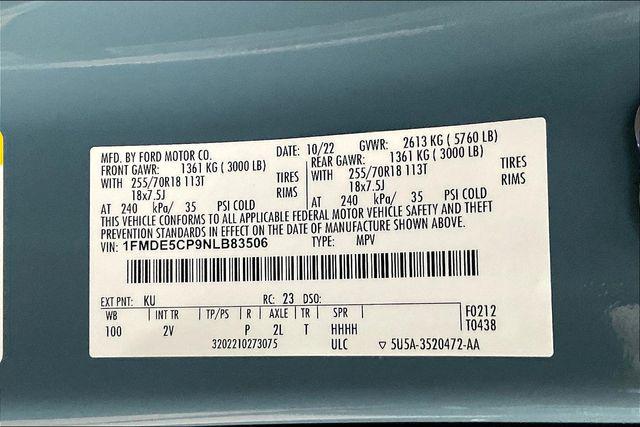 MFD. BY FORD MOTOR CO. DATE: 10/22 GVWR: 2613 KG ( 5760 LB)
FRONT GAWR: 1361 KG ( 3000 LB) REAR GAWR: 1361 KG ( 3000 LB)
WITH 255/70R18 113T TIRES WITH 255/70R18 113T TIRES
18x7.5J RIMS 18x7.5J RIMS
AT 240 kPa/ 35 PSI COLD AT 240 kPa/ 35 PSI COLD
THIS VEHICLE CONFORMS TO ALL APPLICABLE FEDERAL MOTOR VEHICLE SAFETY AND THEFT
PREVENTION STANDARDS IN EFFECT ON THE DATE OF MANUFACTURE SHOWN ABOVE.
VIN: 1FMDE5CP9NLB83506 TYPE: MPV
EXT PNT: KU RC: 23 DSO:
WB INT TR TP/PS R AXLE TR SPR F0212
100 2V P 2L T HHHH T0438
3202210273075 ULC ▽ 5U5A-3520472-AA